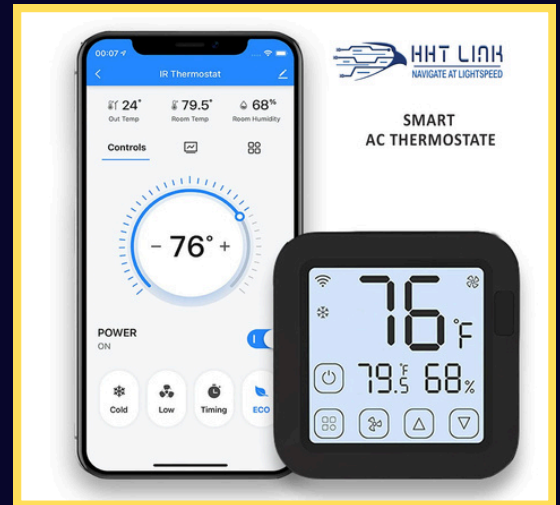 00:07
IR Thermostat
24°
Out Temp
79.5°
Room Temp
68%
Room Humidity
Controls
- 76° +
POWER
ON
Cold
Low
Timing
ECO
HHT LINK
NAVIGATE AT LIGHTSPEED
SMART
AC THERMOSTATE
76 °F
79.5 °F 68%